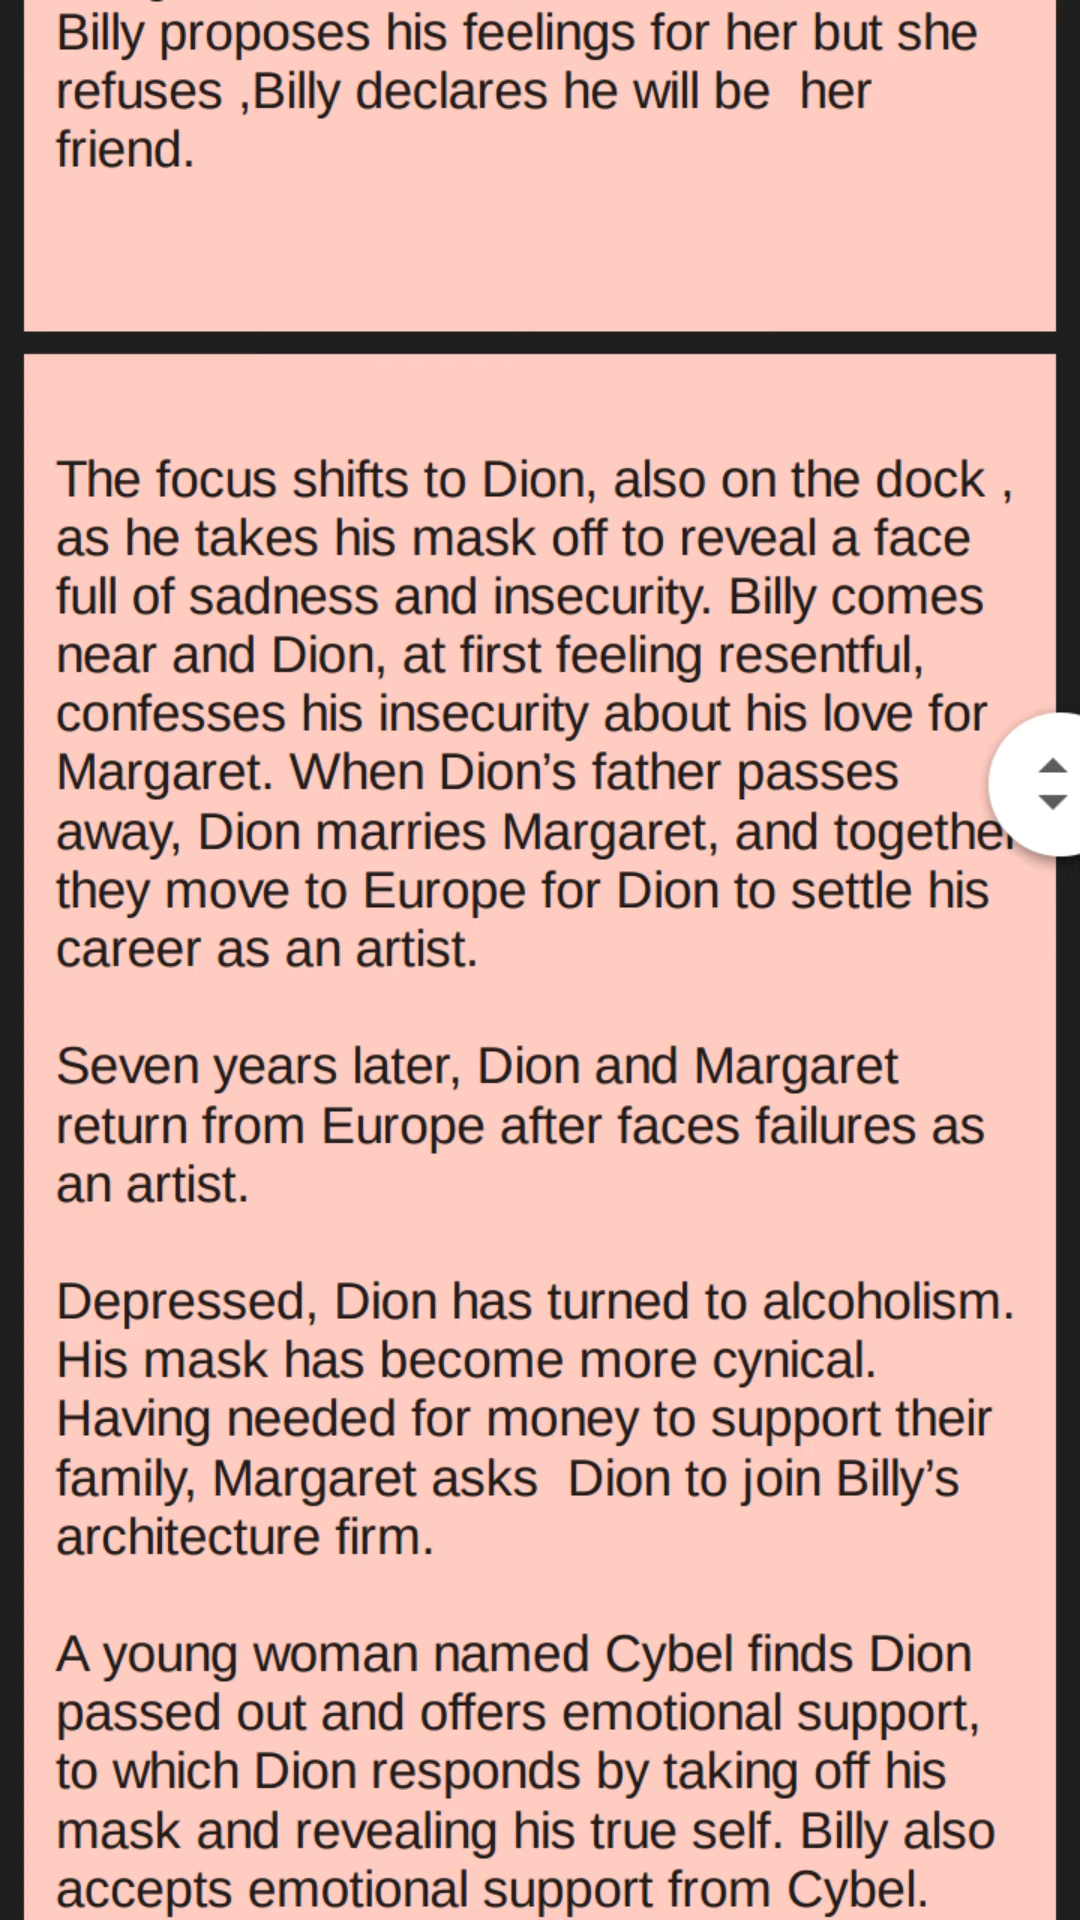 Billy proposes his feelings for her but she
refuses ,Billy declares he will be  her
friend.
The focus shifts to Dion, also on the dock ,
as he takes his mask off to reveal a face
full of sadness and insecurity. Billy comes
near and Dion, at first feeling resentful,
confesses his insecurity about his love for
Margaret. When Dion’s father passes
away, Dion marries Margaret, and together
they move to Europe for Dion to settle his
career as an artist.
Seven years later, Dion and Margaret
return from Europe after faces failures as
an artist.
Depressed, Dion has turned to alcoholism.
His mask has become more cynical.
Having needed for money to support their
family, Margaret asks  Dion to join Billy’s
architecture firm.
A young woman named Cybel finds Dion
passed out and offers emotional support,
to which Dion responds by taking off his
mask and revealing his true self. Billy also
accepts emotional support from Cybel.